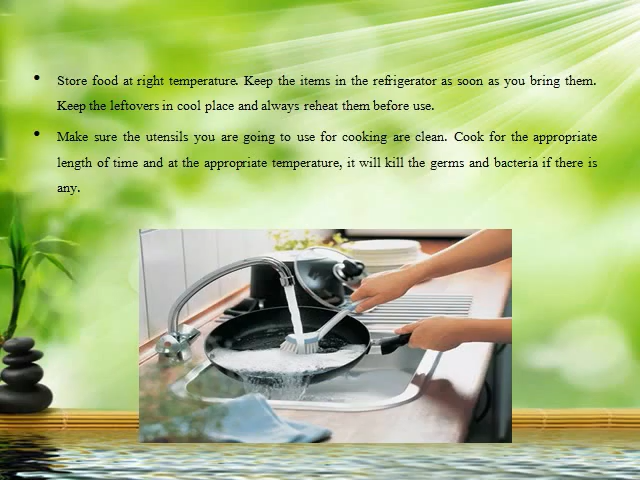 • Store food at right temperature. Keep the items in the refrigerator as soon as you bring them.
Keep the leftovers in cool place and always reheat them before use.
• Make sure the utensils you are going to use for cooking are clean. Cook for the appropriate
length of time and at the appropriate temperature, it will kill the germs and bacteria if there is
any.